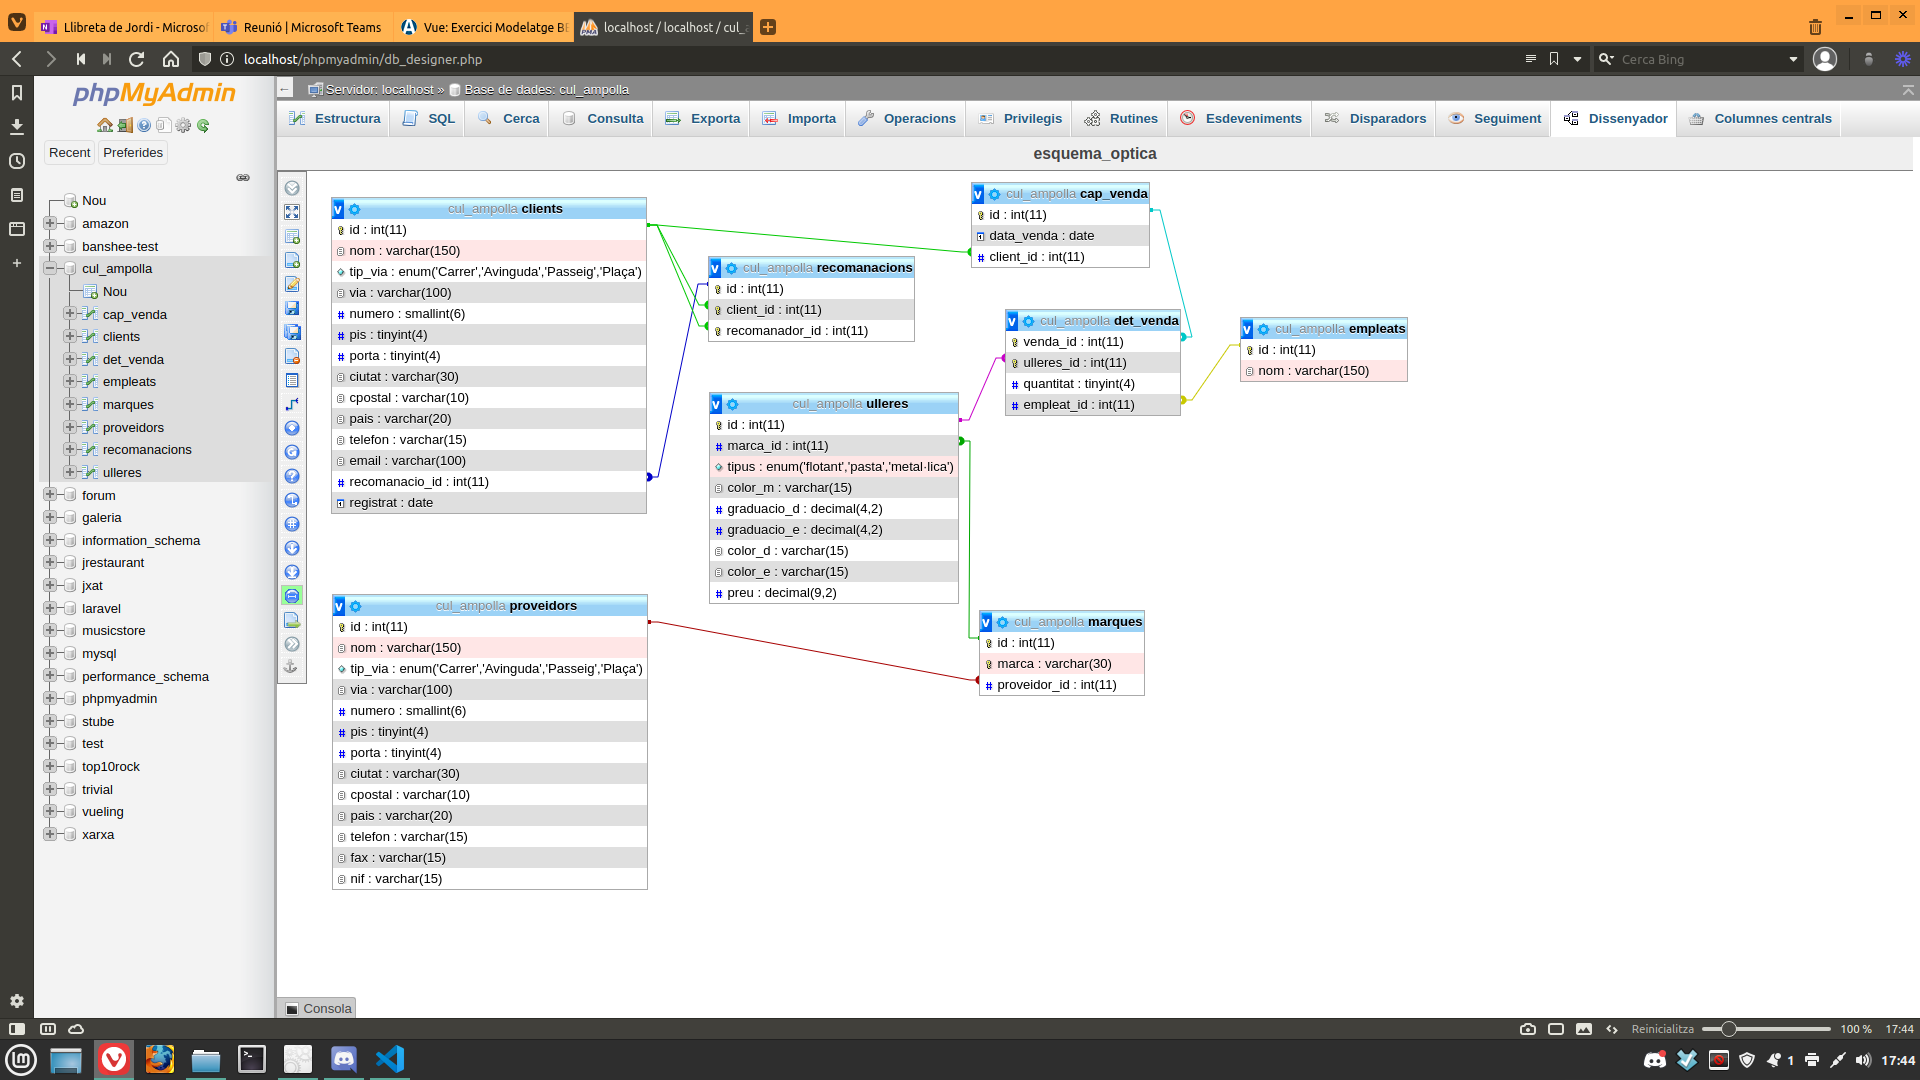 Llibreta de Jordi - Microsof
Reunió | Microsoft Teams
Vue: Exercici Modelatge BE
localhost / localhost / cul_
localhost/phpmyadmin/db_designer.php
Cerca Bing
phpMyAdmin
Recent
Preferides
Nou
amazon
banshee-test
cul_ampolla
Nou
cap_venda
clients
det_venda
empleats
marques
proveidors
recomanacions
ulleres
forum
galeria
information_schema
jrestaurant
jxat
laravel
musicstore
mysql
performance_schema
phpmyadmin
stube
test
top10rock
trivial
vueling
xarxa
Servidor: localhost » Base de dades: cul_ampolla
Estructura
SQL
Cerca
Consulta
Exporta
Importa
Operacions
Privilegis
Rutines
Esdeveniments
Disparadors
Seguiment
Dissenyador
Columnes centrals
esquema_optica
v cul_ampolla clients
id : int(11)
nom : varchar(150)
tip_via : enum('Carrer','Avinguda','Passeig','Plaça')
via : varchar(100)
numero : smallint(6)
pis : tinyint(4)
porta : tinyint(4)
ciutat : varchar(30)
cpostal : varchar(10)
pais : varchar(20)
telefon : varchar(15)
email : varchar(100)
recomanacio_id : int(11)
registrat : date
v cul_ampolla proveidors
id : int(11)
nom : varchar(150)
tip_via : enum('Carrer','Avinguda','Passeig','Plaça')
via : varchar(100)
numero : smallint(6)
pis : tinyint(4)
porta : tinyint(4)
ciutat : varchar(30)
cpostal : varchar(10)
pais : varchar(20)
telefon : varchar(15)
fax : varchar(15)
nif : varchar(15)
v cul_ampolla recomanacions
id : int(11)
client_id : int(11)
recomanador_id : int(11)
v cul_ampolla ulleres
id : int(11)
marca_id : int(11)
tipus : enum('flotant','pasta','metal·lica')
color_m : varchar(15)
graduacio_d : decimal(4,2)
graduacio_e : decimal(4,2)
color_d : varchar(15)
color_e : varchar(15)
preu : decimal(9,2)
v cul_ampolla cap_venda
id : int(11)
data_venda : date
client_id : int(11)
v cul_ampolla det_venda
venda_id : int(11)
ulleres_id : int(11)
quantitat : tinyint(4)
empleat_id : int(11)
v cul_ampolla empleats
id : int(11)
nom : varchar(150)
v cul_ampolla marques
id : int(11)
marca : varchar(30)
proveidor_id : int(11)
Consola
Reinicialitza
100 %
17:44
1
17:44